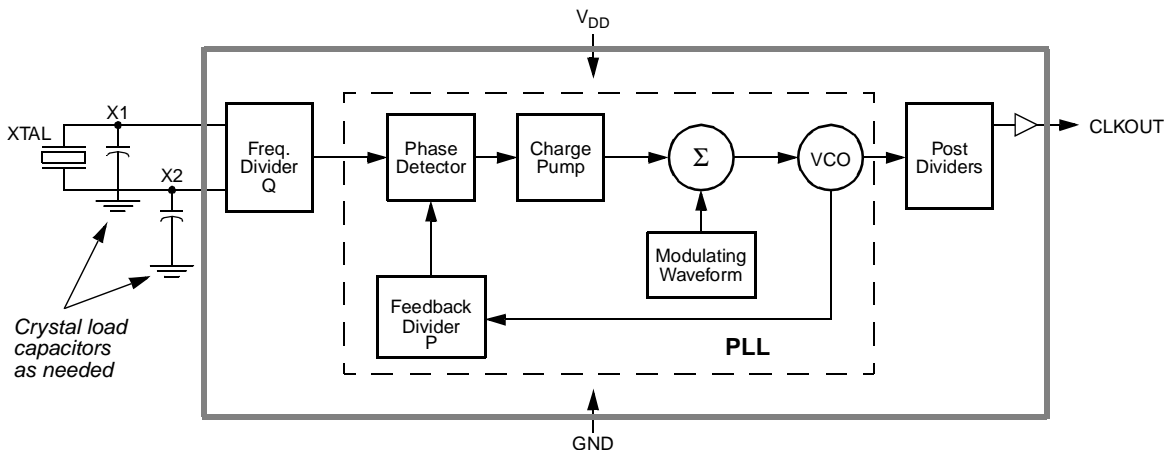 V_DD
X1
XTAL
X2
Freq.
Divider
Q
Phase
Detector
Charge
Pump
Σ
VCO
Post
Dividers
CLKOUT
Modulating
Waveform
Feedback
Divider
P
PLL
Crystal load
capacitors
as needed
GND